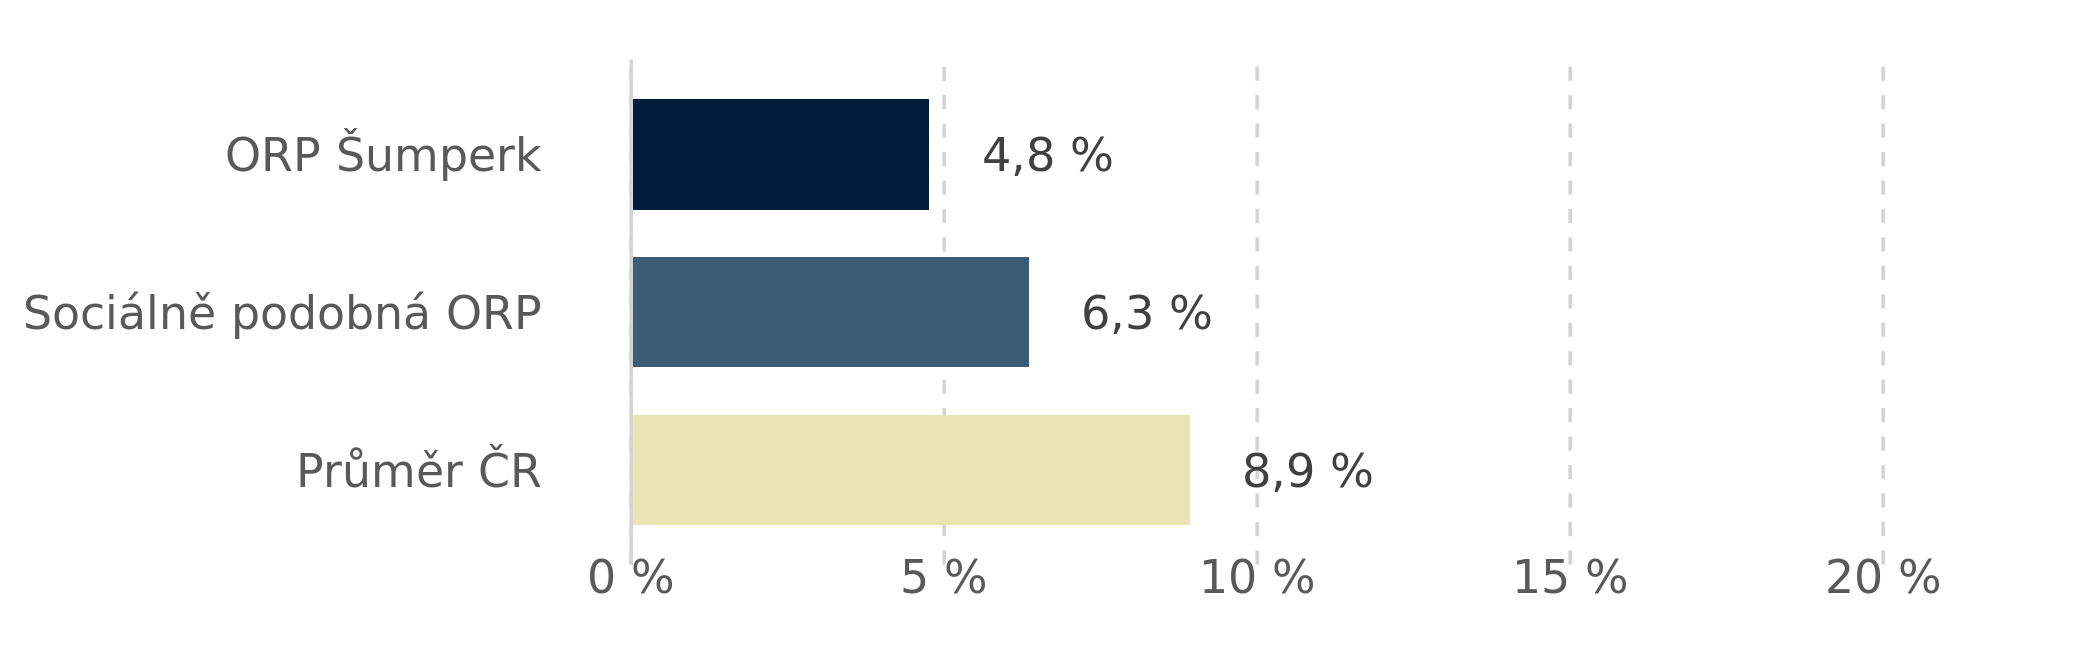 ORP Šumperk 4,8 %
Sociálně podobná ORP 6,3 %
Průměr ČR 8,9 %
0 % 5 % 10 % 15 % 20 %